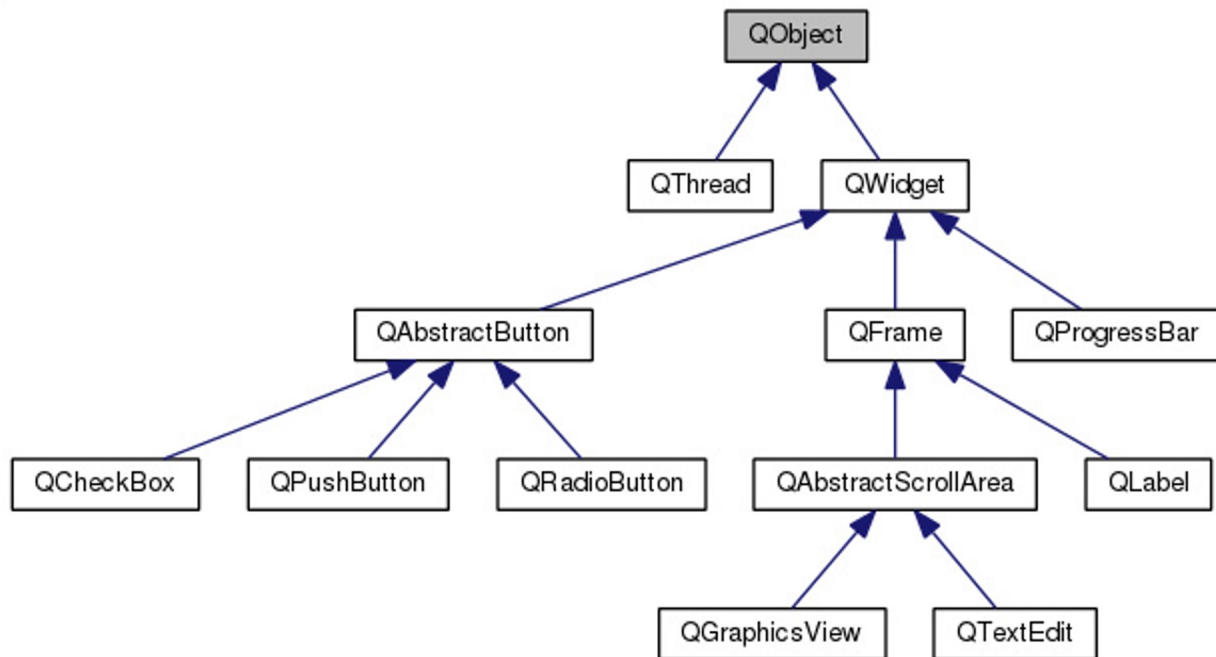 QObject
QThread
QWidget
QAbstractButton
QFrame
QProgressBar
QCheckBox
QPushButton
QRadioButton
QAbstractScrollArea
QLabel
QGraphicsView
QTextEdit